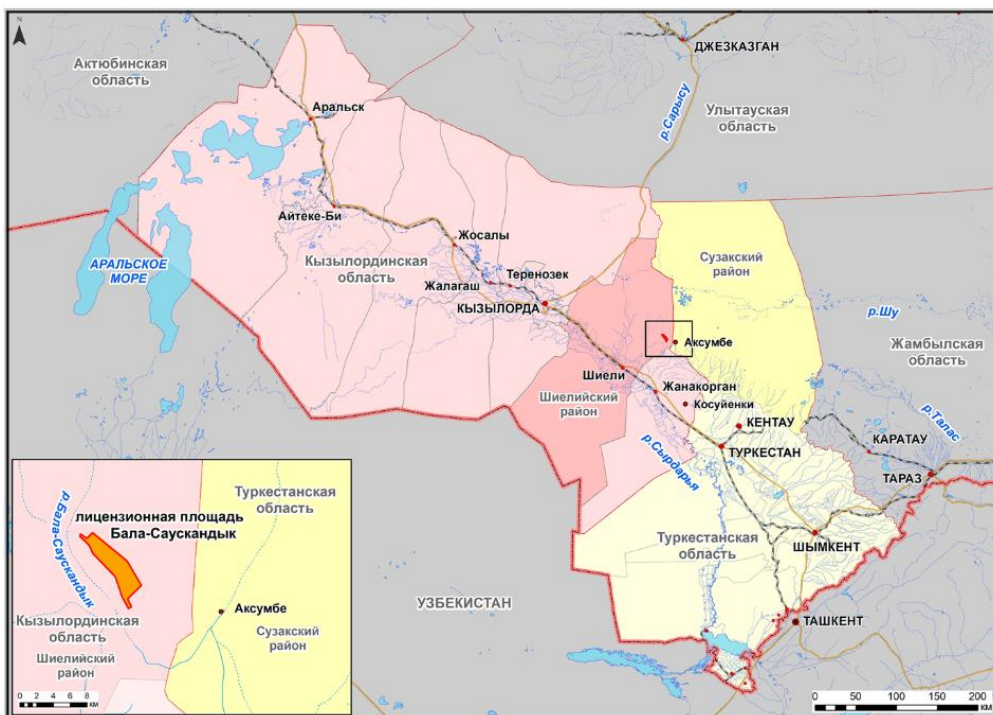 N
Актюбинская
область
ДЖЕЗКАЗГАН
Аральск
р.Сарысу
Улытауская
область
Айтеке-Би
Жосалы
Сузакский
район
АРАЛЬСКОЕ
МОРЕ
Кызылординская
область
Жалагаш
Теренозек
КЫЗЫЛОРДА
р.Шу
Аксумбе
Жамбылская
область
Шиели
Шиелийский
район
Жанакорган
Косуйенки
КЕНТАУ
р.Талас
КАРАТАУ
ТУРКЕСТАН
р.Сырдарья
ТАРАЗ
ШЫМКЕНТ
Туркестанская
область
УЗБЕКИСТАН
ТАШКЕНТ
р.Бала-Саускандык
Туркестанская
область
лицензионная площадь
Бала-Саускандык
Аксумбе
Кызылординская
область
Сузакский
район
Шиелийский
район
0 2 4 6 8
км
0 50 100 150 200
км